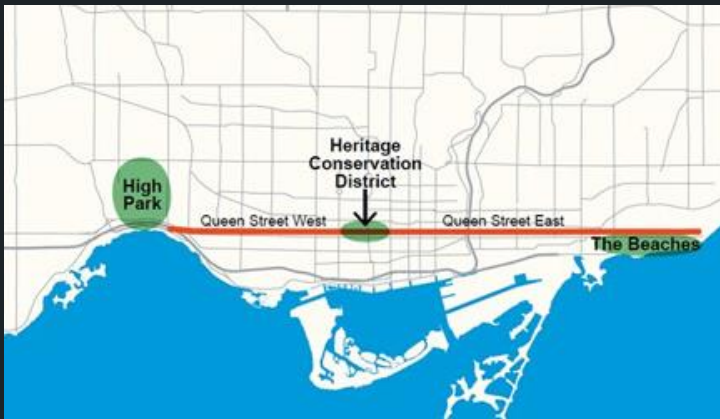 Heritage
Conservation
District
High
Park
Queen Street West
Queen Street East
The Beaches